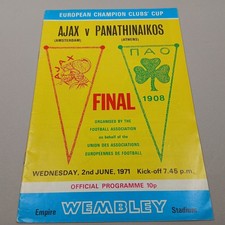 EUROPEAN CHAMPION CLUBS' CUP
AJAX v PANATHINAIKOS
(AMSTERDAM) (ATHENS)
ΠΑΟ
FINAL
1908
ORGANISED BY THE
FOOTBALL ASSOCIATION
on behalf of the
UNION DES ASSOCIATIONS
EUROPEENNES DE FOOTBALL
WEDNESDAY, 2nd JUNE, 1971 Kick-off 7.45 p.m.
OFFICIAL PROGRAMME 10p
WEMBLEY
Empire Stadium